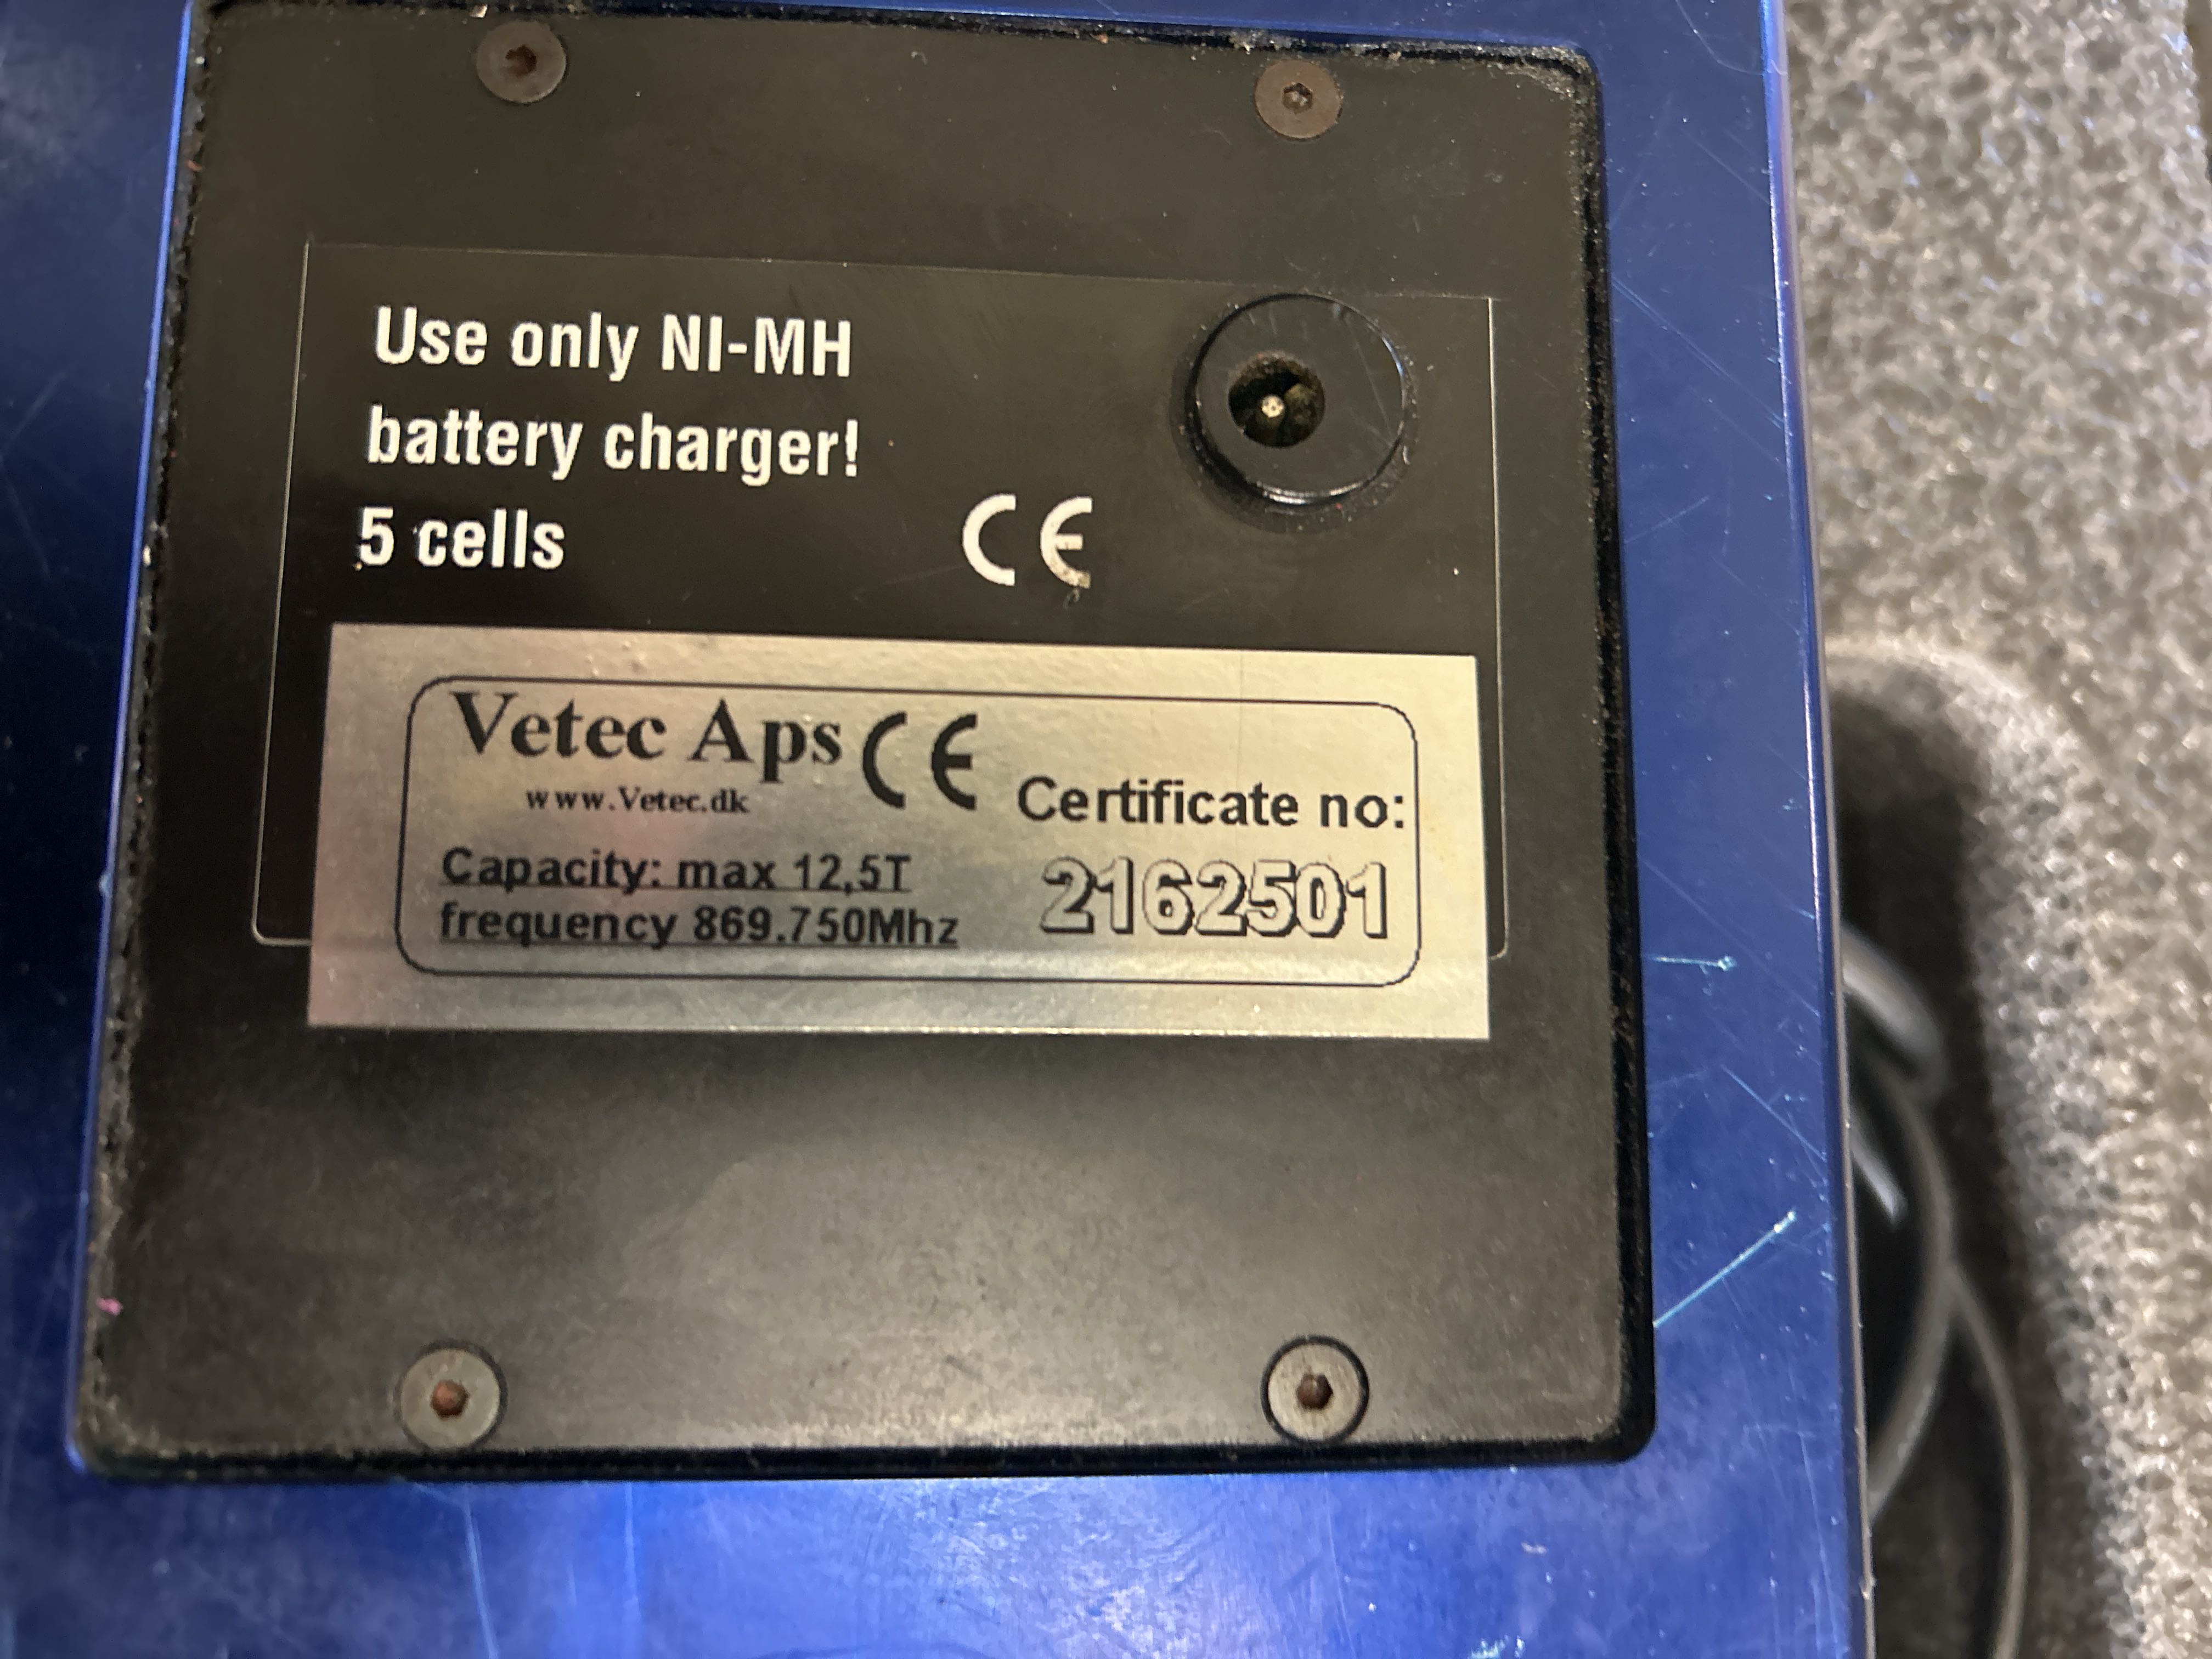 Use only NI-MH
battery charger!
5 cells
CE
Vetec Aps CE
www.Vetec.dk
Certificate no:
Capacity: max 12,5T
frequency 869.750Mhz
2162501